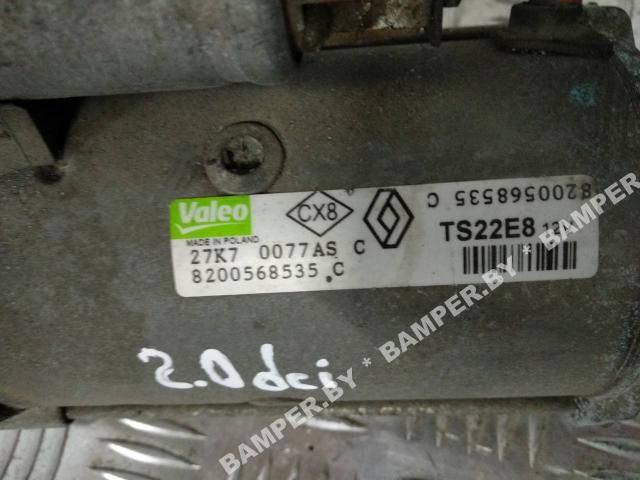 Valeo
MADE IN POLAND
CX8
8200568535 C
TS22E8 12V
27K7 0077AS C
8200568535 .C
2.0 dci
BAMPER.BY * BAMPER.BY * BAMPER.BY